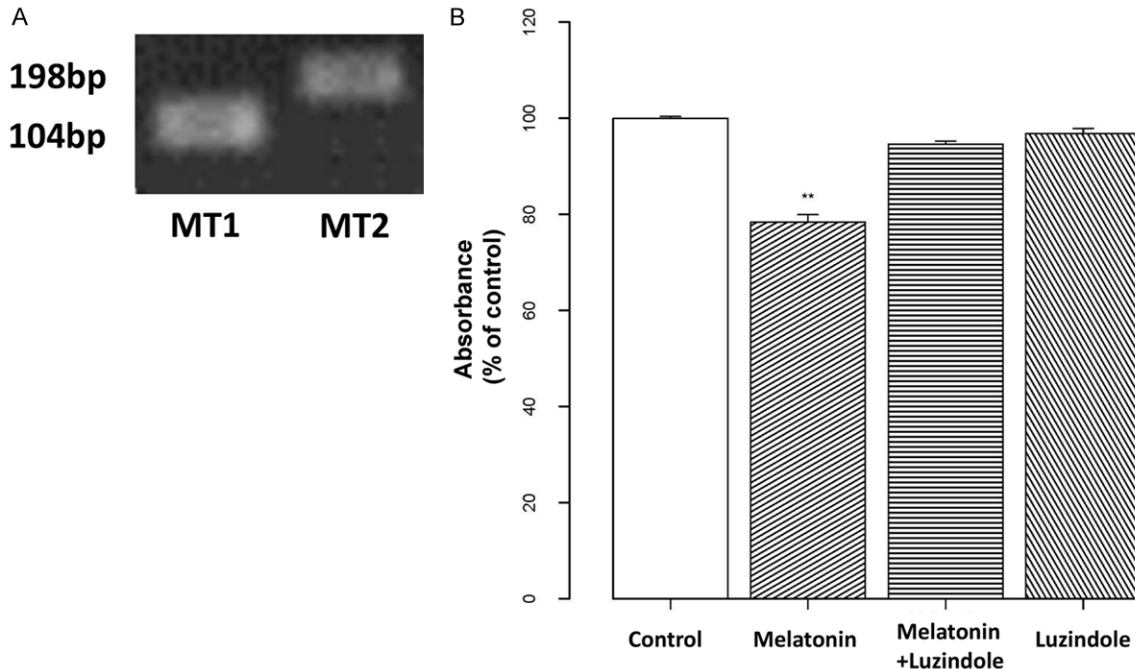 A
198bp
104bp
MT1 MT2
B
Absorbance
(% of control)
120
100
80
60
40
20
0
**
Control
Melatonin
Melatonin
+Luzindole
Luzindole